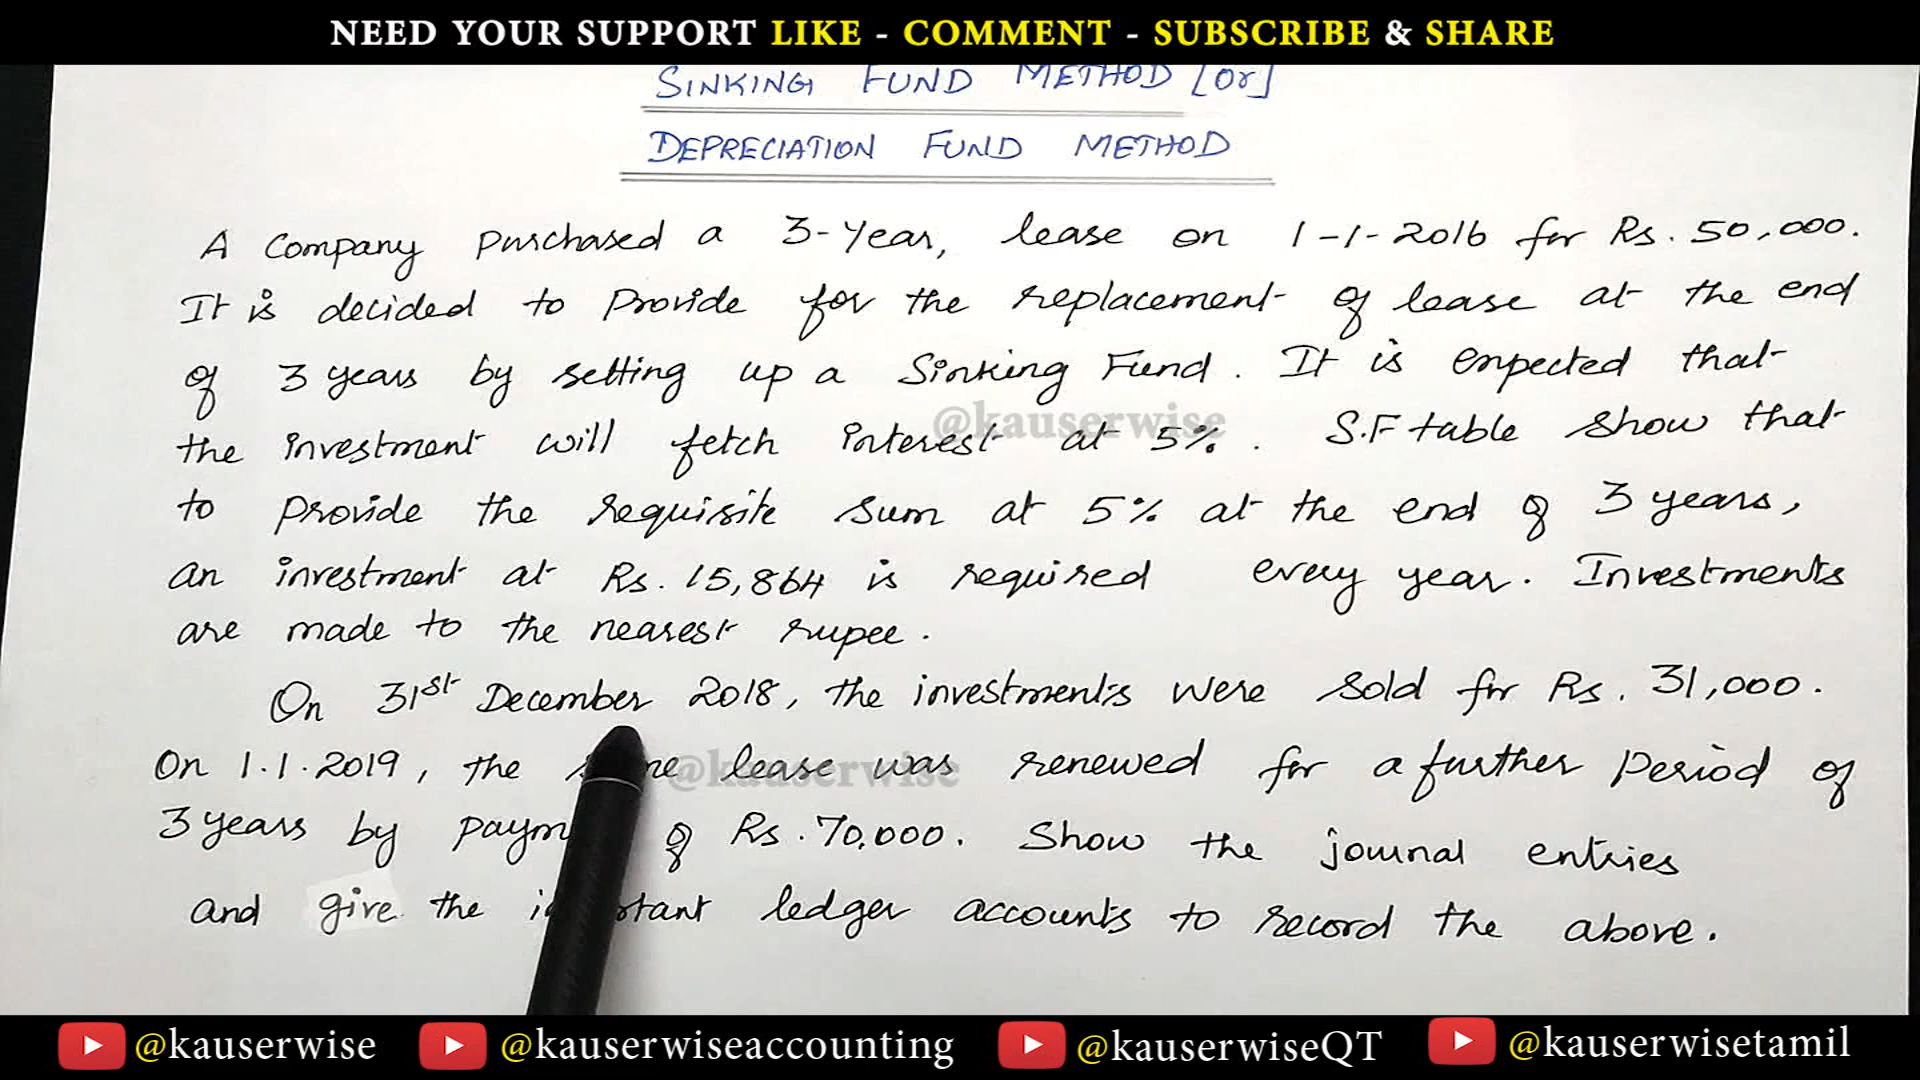 NEED YOUR SUPPORT LIKE - COMMENT - SUBSCRIBE & SHARE
SINKING FUND METHOD [Or]
DEPRECIATION FUND METHOD
A Company purchased a 3-Year, lease on 1-1-2016 for Rs. 50,000.
It is decided to provide for the replacement of lease at the end
of 3 years by setting up a Sinking Fund. It is expected that
@kauserwise
the investment will fetch interest at 5%. S.F table show that
to provide the requisite sum at 5% at the end of 3 years,
an investment at Rs. 15,864 is required every year. Investments
are made to the nearest rupee.
On 31st December 2018, the investments were sold for Rs. 31,000.
On 1.1.2019, the lease was renewed for a further period of
@kauserwise
3 years by of Rs. 70,000. Show the journal entries
and give the ledger accounts to record the above.
@kauserwise @kauserwiseaccounting @kauserwiseQT @kauserwisetamil